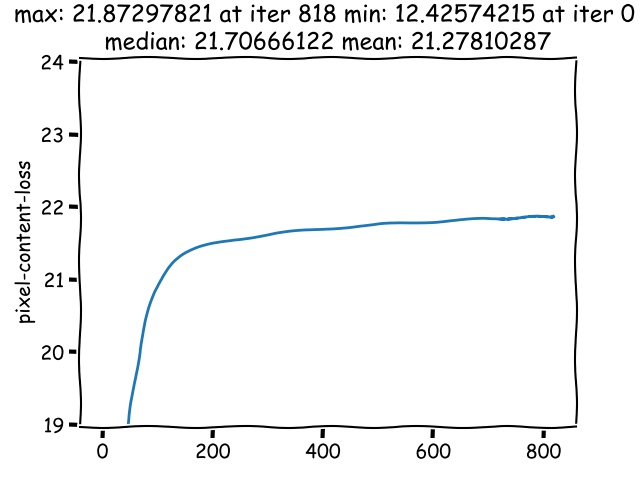 max: 21.87297821 at iter 818 min: 12.42574215 at iter 0
median: 21.70666122 mean: 21.27810287
24
23
22
21
20
19
pixel-content-loss
0 200 400 600 800